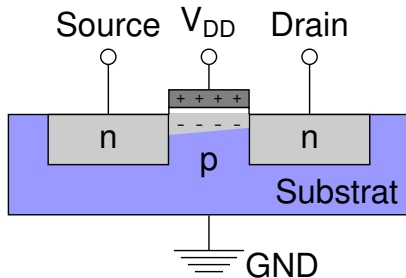 Source V_DD Drain
+ + + +
- - - -
n n
p
Substrat
GND